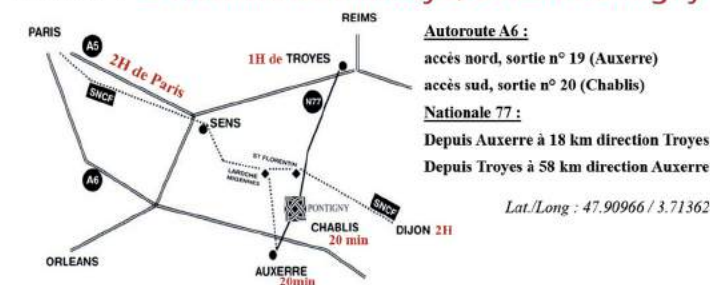 REIMS
PARIS
A5
2H de Paris
1H de TROYES
SNCF
N77
SENS
ST FLORENTIN
LAROCHE
MIGENNES
A6
SNCF
PONTIGNY
CHABLIS
20 min
DIJON 2H
ORLEANS
AUXERRE
20min
Autoroute A6 :
accès nord, sortie n° 19 (Auxerre)
accès sud, sortie n° 20 (Chablis)
Nationale 77 :
Depuis Auxerre à 18 km direction Troyes
Depuis Troyes à 58 km direction Auxerre
Lat./Long : 47.90966 / 3.71362